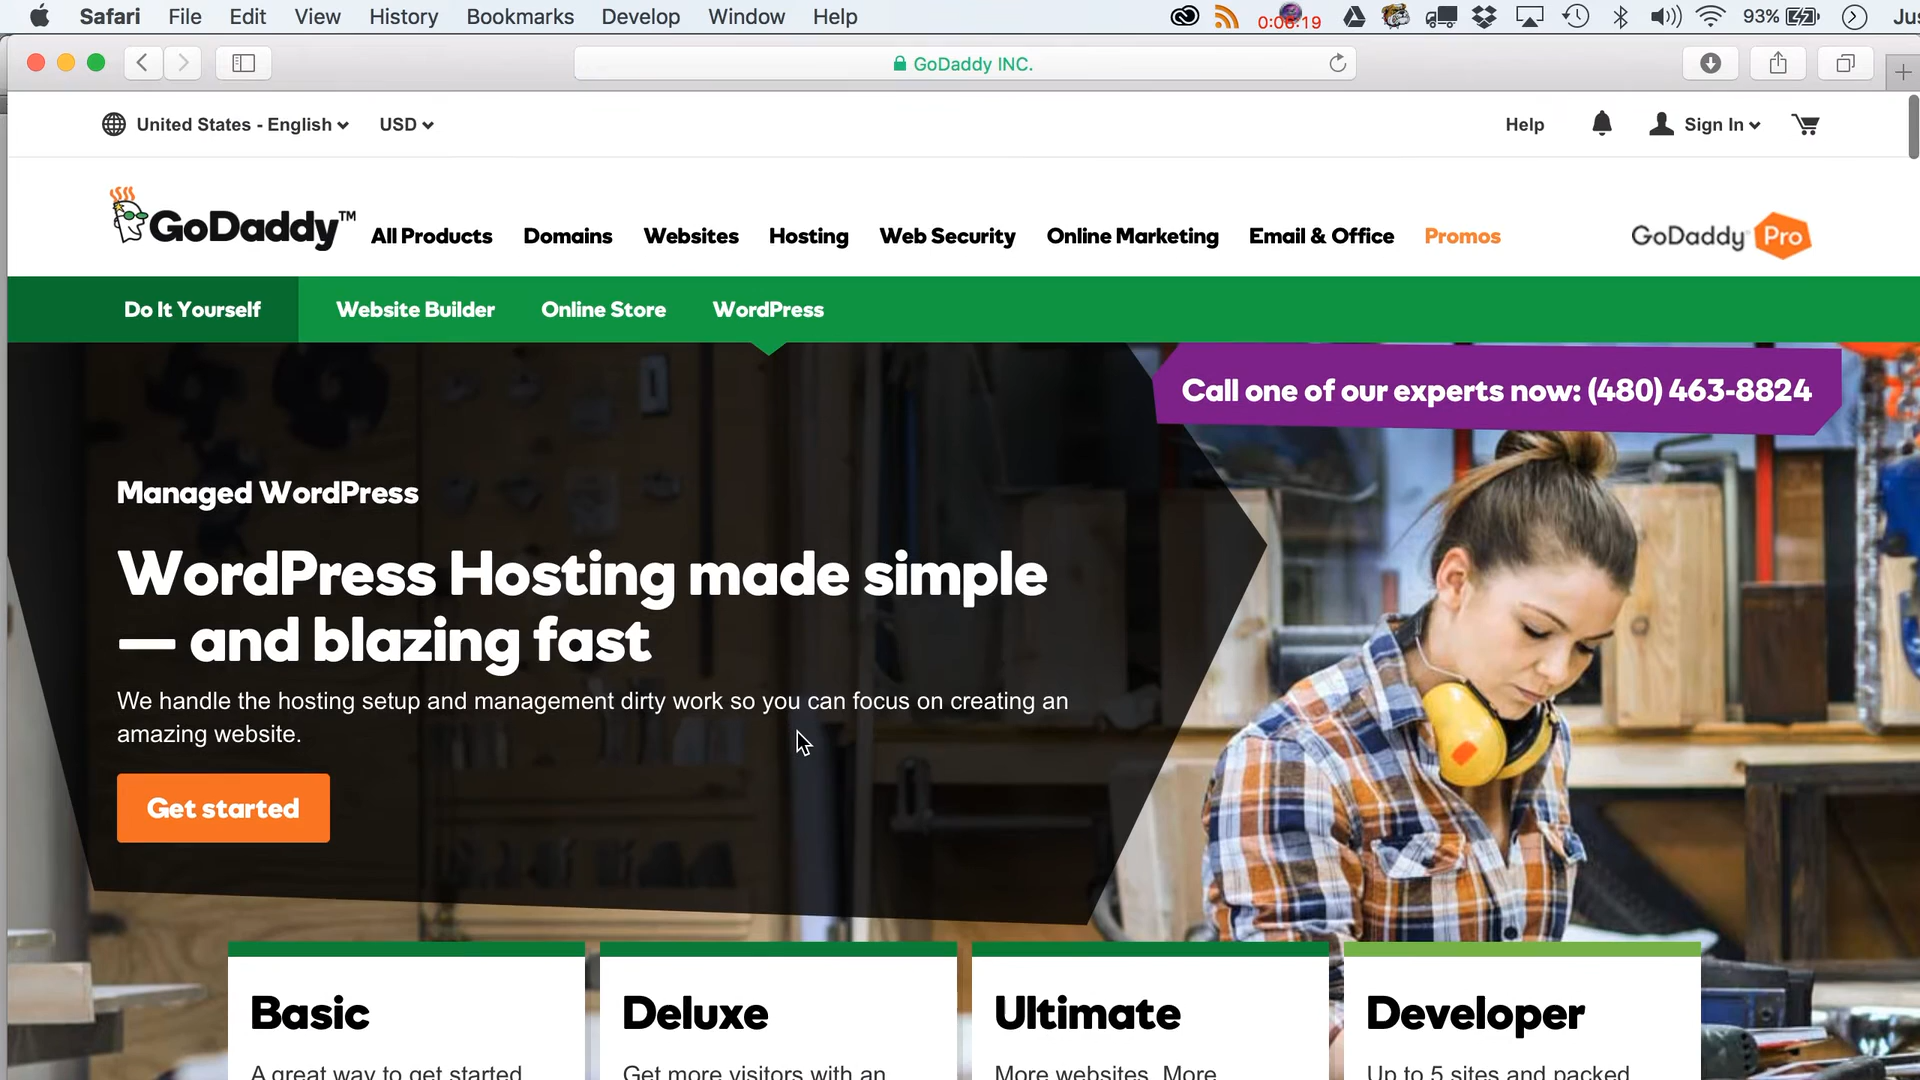 Safari File Edit View History Bookmarks Develop Window Help 0:06:19 93%
GoDaddy INC.
United States - English USD Help Sign In
GoDaddy™ All Products Domains Websites Hosting Web Security Online Marketing Email & Office Promos GoDaddy Pro
Do It Yourself Website Builder Online Store WordPress
Call one of our experts now: (480) 463-8824
Managed WordPress
WordPress Hosting made simple
— and blazing fast
We handle the hosting setup and management dirty work so you can focus on creating an
amazing website.
Get started
Basic Deluxe Ultimate Developer
A great way to get started Get more visitors with an More websites. More Up to 5 sites and packed